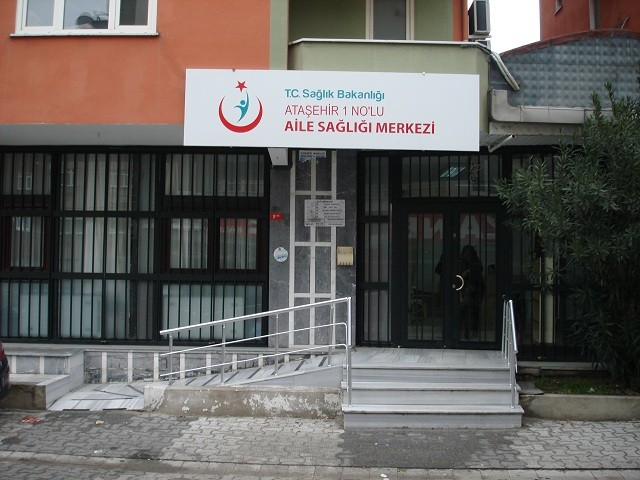 T.C. Sağlık Bakanlığı
ATAŞEHİR 1 NO'LU
AİLE SAĞLIĞI MERKEZİ